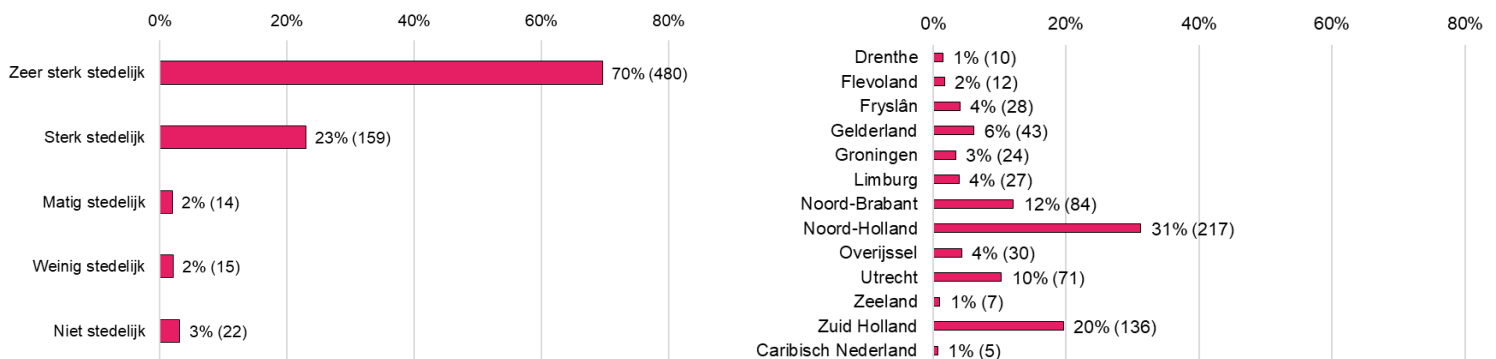 0% 20% 40% 60% 80%
Zeer sterk stedelijk 70% (480)
Sterk stedelijk 23% (159)
Matig stedelijk 2% (14)
Weinig stedelijk 2% (15)
Niet stedelijk 3% (22)
0% 20% 40% 60% 80%
Drenthe 1% (10)
Flevoland 2% (12)
Fryslân 4% (28)
Gelderland 6% (43)
Groningen 3% (24)
Limburg 4% (27)
Noord-Brabant 12% (84)
Noord-Holland 31% (217)
Overijssel 4% (30)
Utrecht 10% (71)
Zeeland 1% (7)
Zuid Holland 20% (136)
Caribisch Nederland 1% (5)